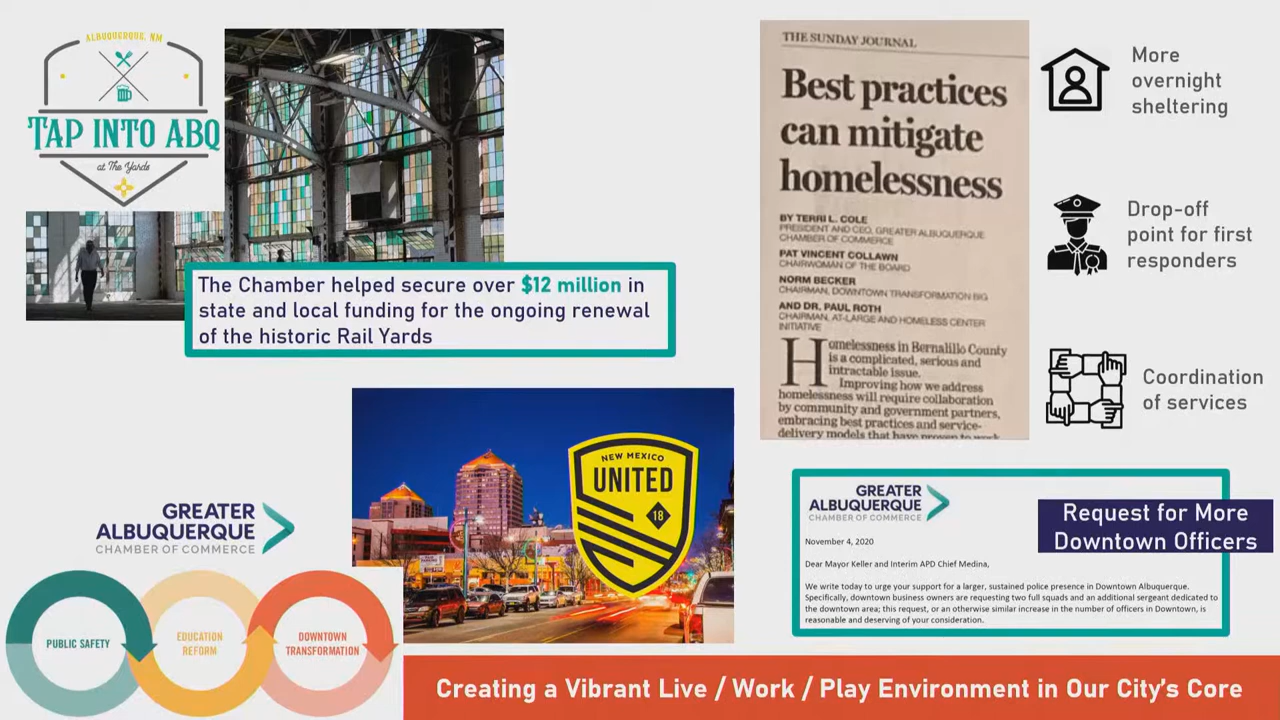 ALBUQUERQUE, NM
TAP INTO ABQ
at The Yards
The Chamber helped secure over $12 million in
state and local funding for the ongoing renewal
of the historic Rail Yards
THE SUNDAY JOURNAL
Best practices
can mitigate
homelessness
BY TERRI L. COLE
PRESIDENT AND CEO, GREATER ALBUQUERQUE
CHAMBER OF COMMERCE
PAT VINCENT COLLAWN
CHAIRWOMAN OF THE BOARD
NORM BECKER
CHAIRMAN, DOWNTOWN TRANSFORMATION BIG
AND DR. PAUL ROTH
CHAIRMAN, AT-LARGE AND HOMELESS CENTER
INITIATIVE
Homelessness in Bernalillo County
is a complicated, serious and
intractable issue.
Improving how we address
homelessness will require collaboration
by community and government partners,
embracing best practices and service-
delivery models that have proven to work
More
overnight
sheltering
Drop-off
point for first
responders
Coordination
of services
NEW MEXICO
UNITED
18
GREATER
ALBUQUERQUE
CHAMBER OF COMMERCE
PUBLIC SAFETY
EDUCATION
REFORM
DOWNTOWN
TRANSFORMATION
GREATER
ALBUQUERQUE
CHAMBER OF COMMERCE
Request for More
Downtown Officers
November 4, 2020
Dear Mayor Keller and Interim APD Chief Medina,
We write today to urge your support for a larger, sustained police presence in Downtown Albuquerque.
Specifically, downtown business owners are requesting two full squads and an additional sergeant dedicated to
the downtown area; this request, or an otherwise similar increase in the number of officers in Downtown, is
reasonable and deserving of your consideration.
Creating a Vibrant Live / Work / Play Environment in Our City's Core